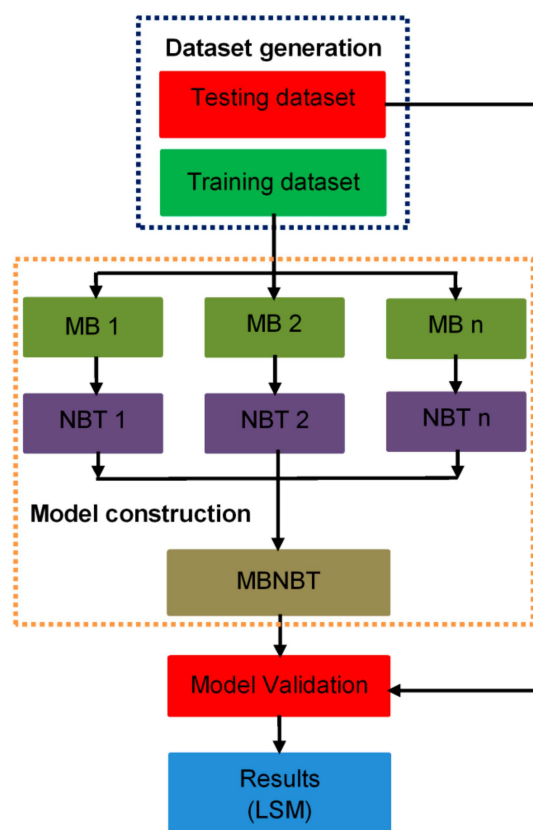 Dataset generation
Testing dataset
Training dataset
MB 1
MB 2
MB n
NBT 1
NBT 2
NBT n
Model construction
MBNBT
Model Validation
Results
(LSM)